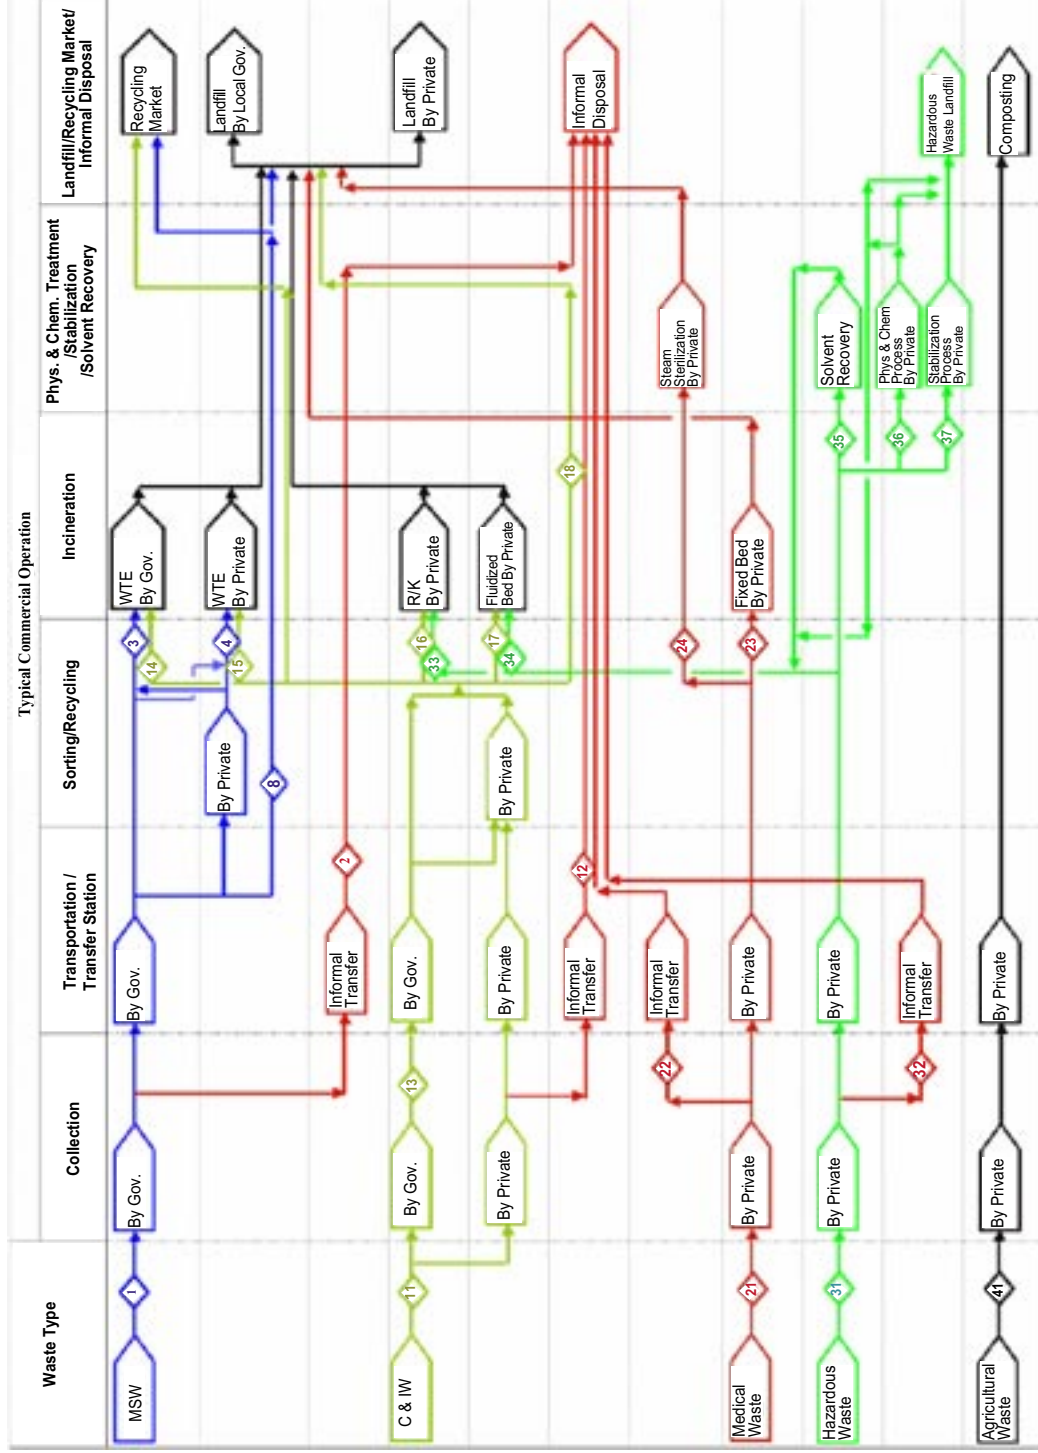 Typical Commercial Operation
Waste Type
Collection
Transportation /
Transfer Station
Sorting/Recycling
Incineration
Phys. & Chem. Treatment
/Stabilization
/Solvent Recovery
Landfill/Recycling Market/
Informal Disposal
MSW
1
By Gov.
By Gov.
By Private
3
14
4
15
8
WTE
By Gov.
WTE
By Private
Recycling
Market
Landfill
By Local Gov.
Landfill
By Private
Informal
Transfer
2
C & IW
11
By Gov.
13
By Gov.
By Private
By Private
By Private
16
33
17
34
R/K
By Private
Fluidized
Bed By Private
18
Informal
Transfer
12
Informal
Disposal
22
Informal
Transfer
Medical
Waste
21
By Private
By Private
24
23
Fixed Bed
By Private
Steam
Sterilization
By Private
Hazardous
Waste
31
By Private
By Private
32
Informal
Transfer
35
36
37
Solvent
Recovery
Phys & Chem
Process
By Private
Stabilization
Process
By Private
Hazardous
Waste Landfill
Agricultural
Waste
41
By Private
By Private
Composting